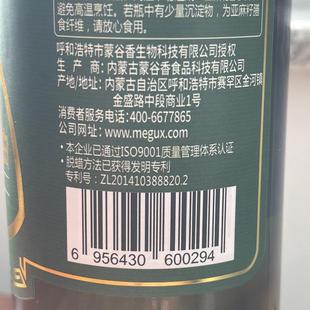 避免高温烹饪。若瓶中有少量沉淀物，为亚麻籽膳
食纤维，请放心食用。
呼和浩特市蒙谷香生物科技有限公司授权
生 产 商：内蒙古蒙谷香食品科技有限公司
产地/地址：内蒙古自治区呼和浩特市赛罕区金河镇
金盛路中段商业1号
消费者服务电话：400-6677865
公司网址：www.megux.com
• 本企业已通过ISO9001质量管理体系认证
• 脱蜡方法已获得发明专利
专利号：ZL201410388820.2
6 956430 600294